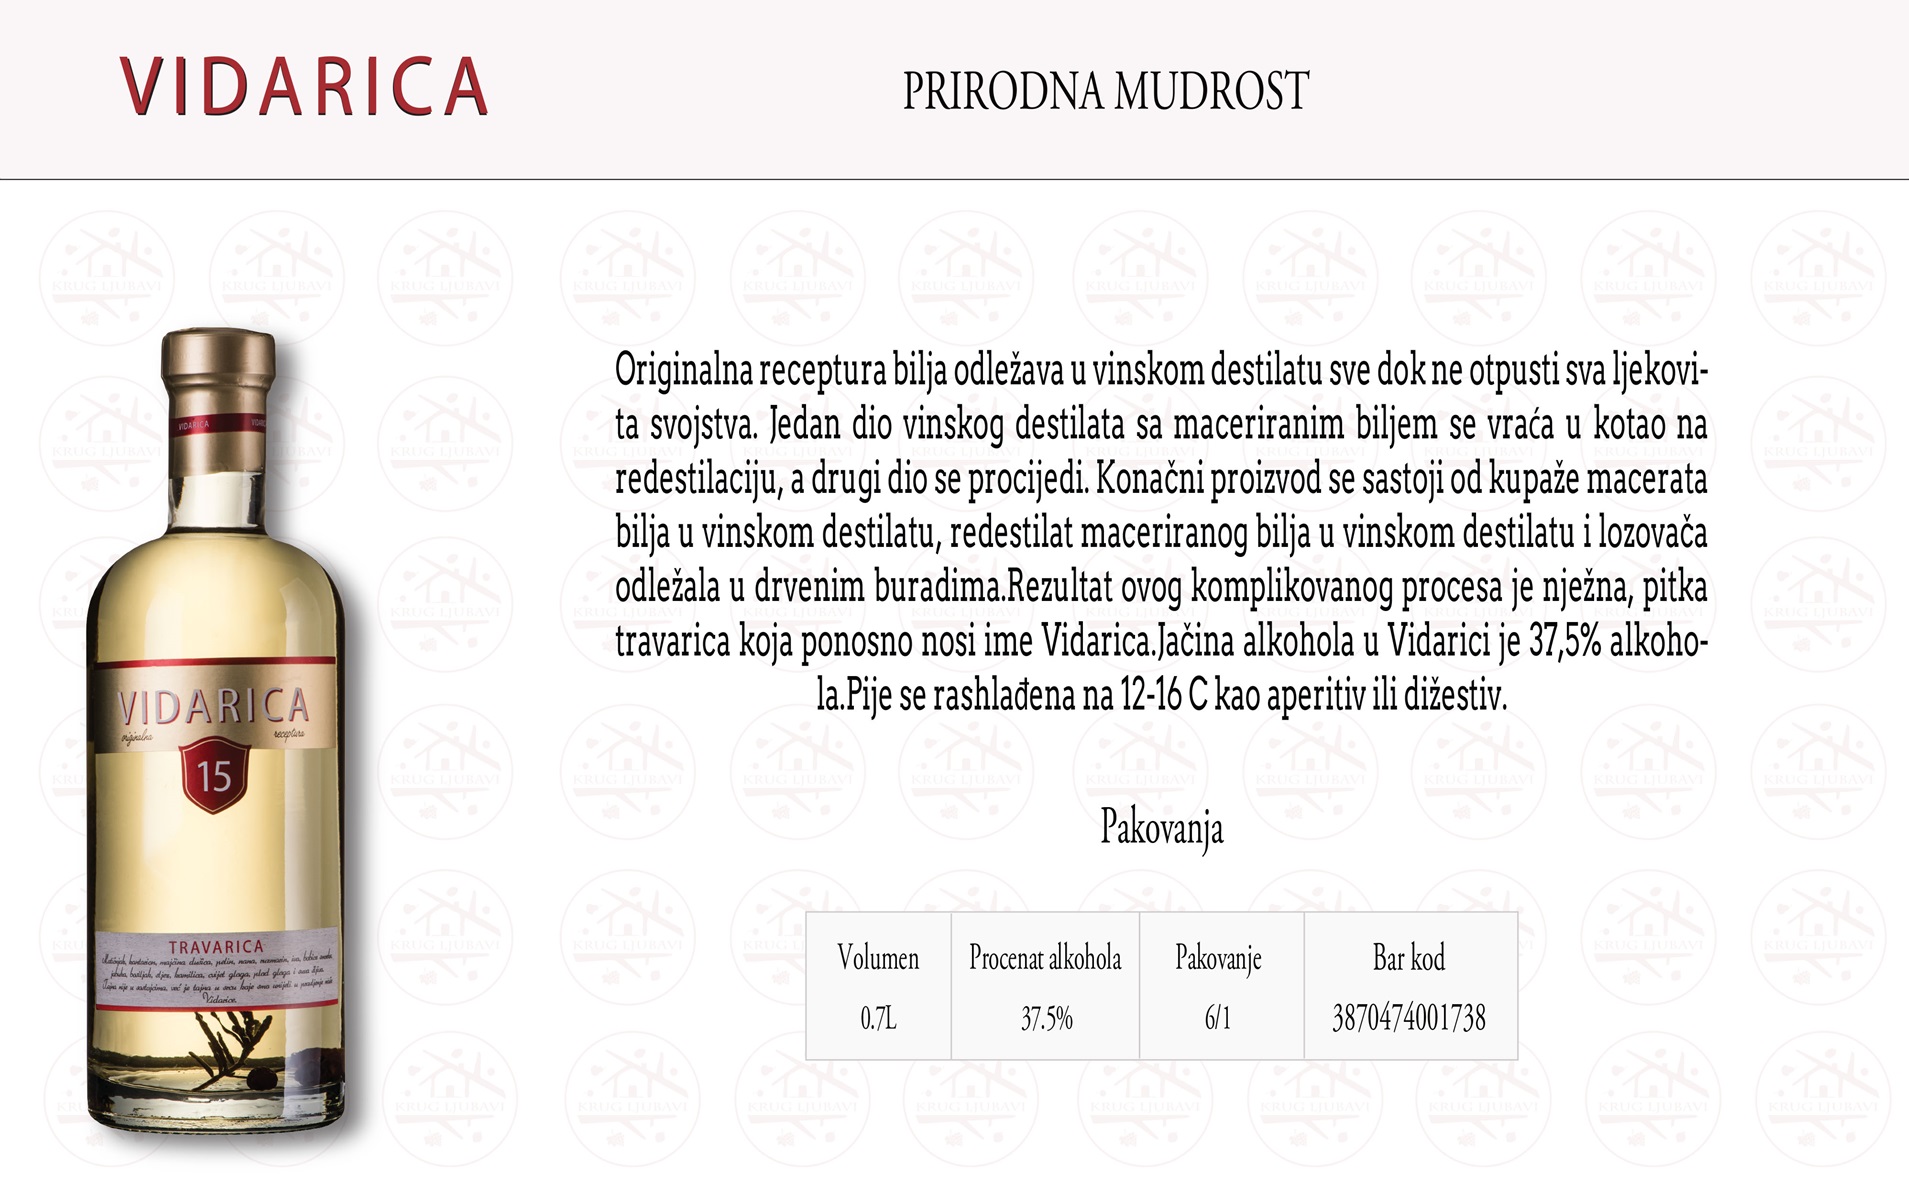 VIDARICA
PRIRODNA MUDROST
Originalna receptura bilja odležava u vinskom destilatu sve dok ne otpusti sva ljekovi-
ta svojstva. Jedan dio vinskog destilata sa maceriranim biljem se vraća u kotao na
redestilaciju, a drugi dio se procijedi. Konačni proizvod se sastoji od kupaže macerata
bilja u vinskom destilatu, redestilat maceriranog bilja u vinskom destilatu i lozovača
odležala u drvenim buradima.Rezultat ovog komplikovanog procesa je nježna, pitka
travarica koja ponosno nosi ime Vidarica.Jačina alkohola u Vidarici je 37,5% alkoho-
la.Pije se rashlađena na 12-16 C kao aperitiv ili dižestiv.
Pakovanja
Volumen Procenat alkohola Pakovanje Bar kod
0.7L 37.5% 6/1 3870474001738
VIDARICA
VIDARICA
originalna receptura
15
TRAVARICA
Vidarice.
KRUG LJUBAVI